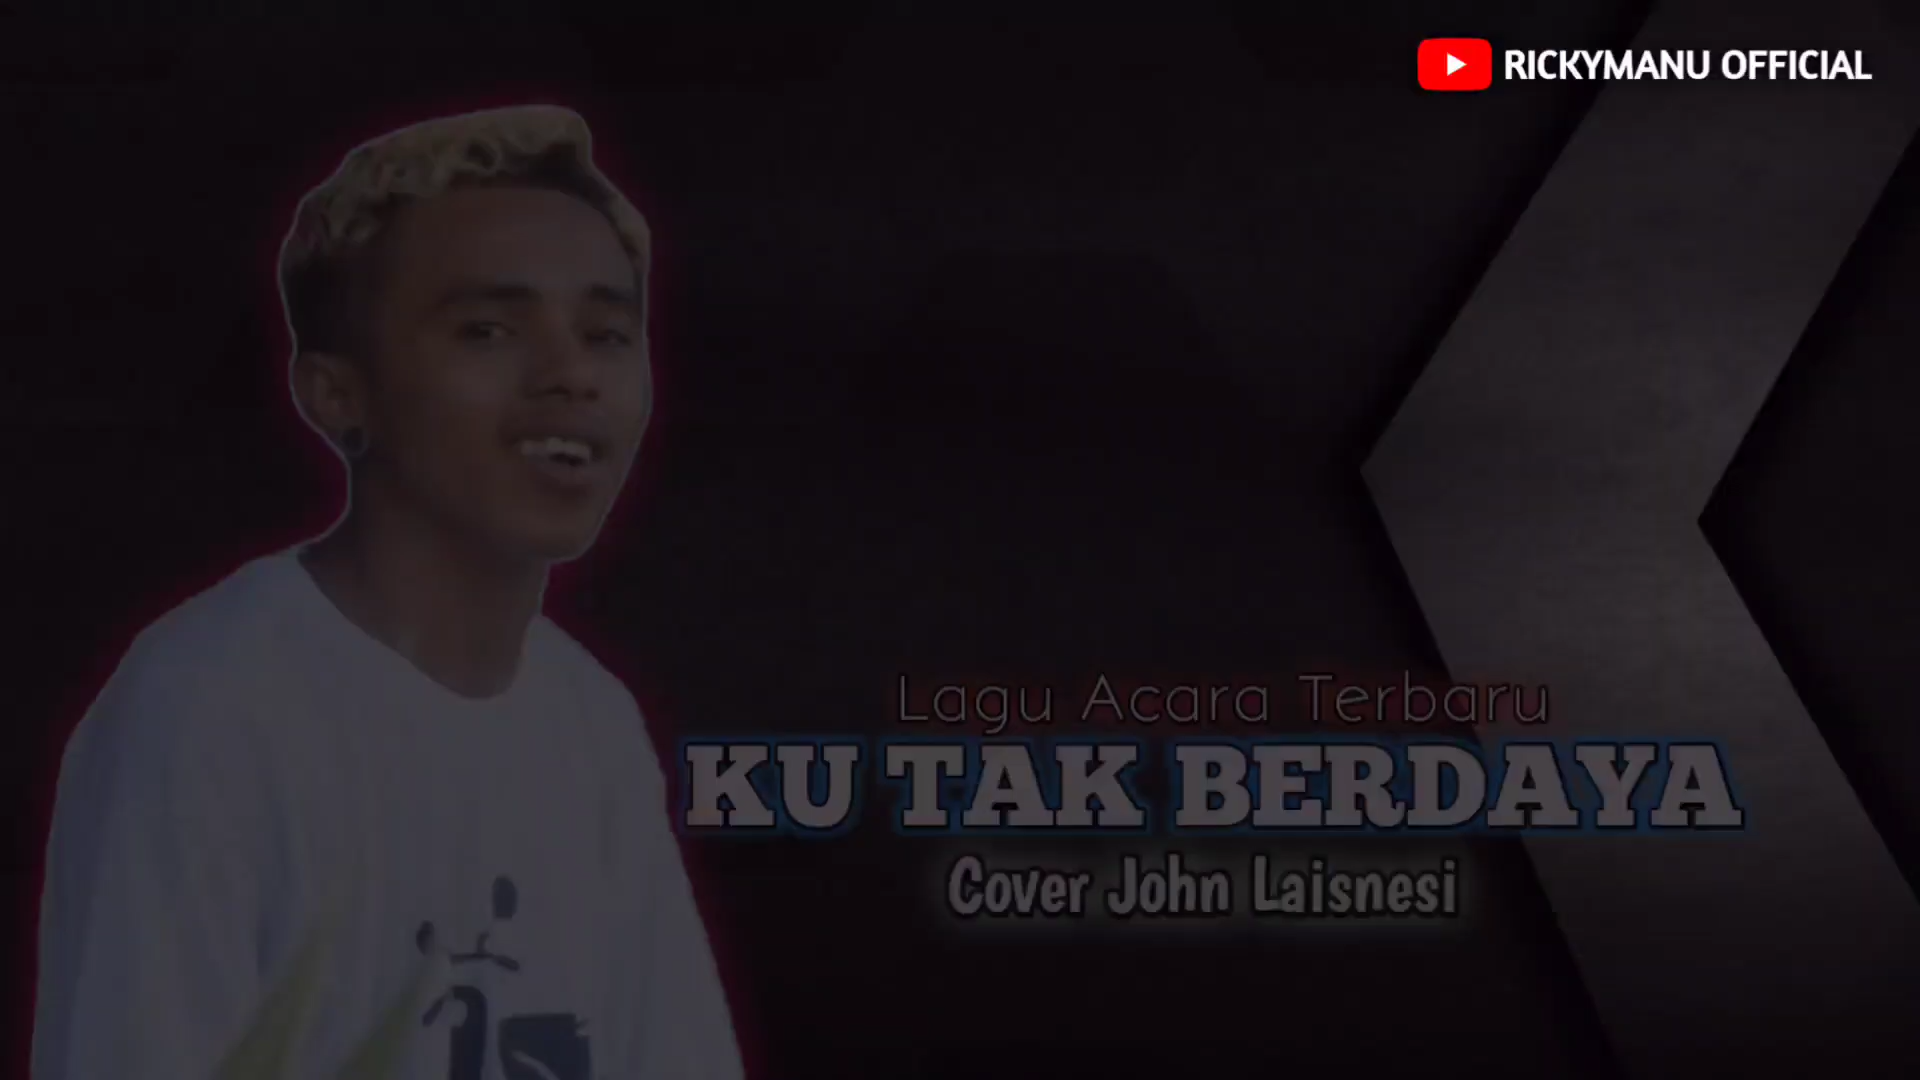 RICKYMANU OFFICIAL
Lagu Acara Terbaru
KU TAK BERDAYA
Cover John Laisnesi